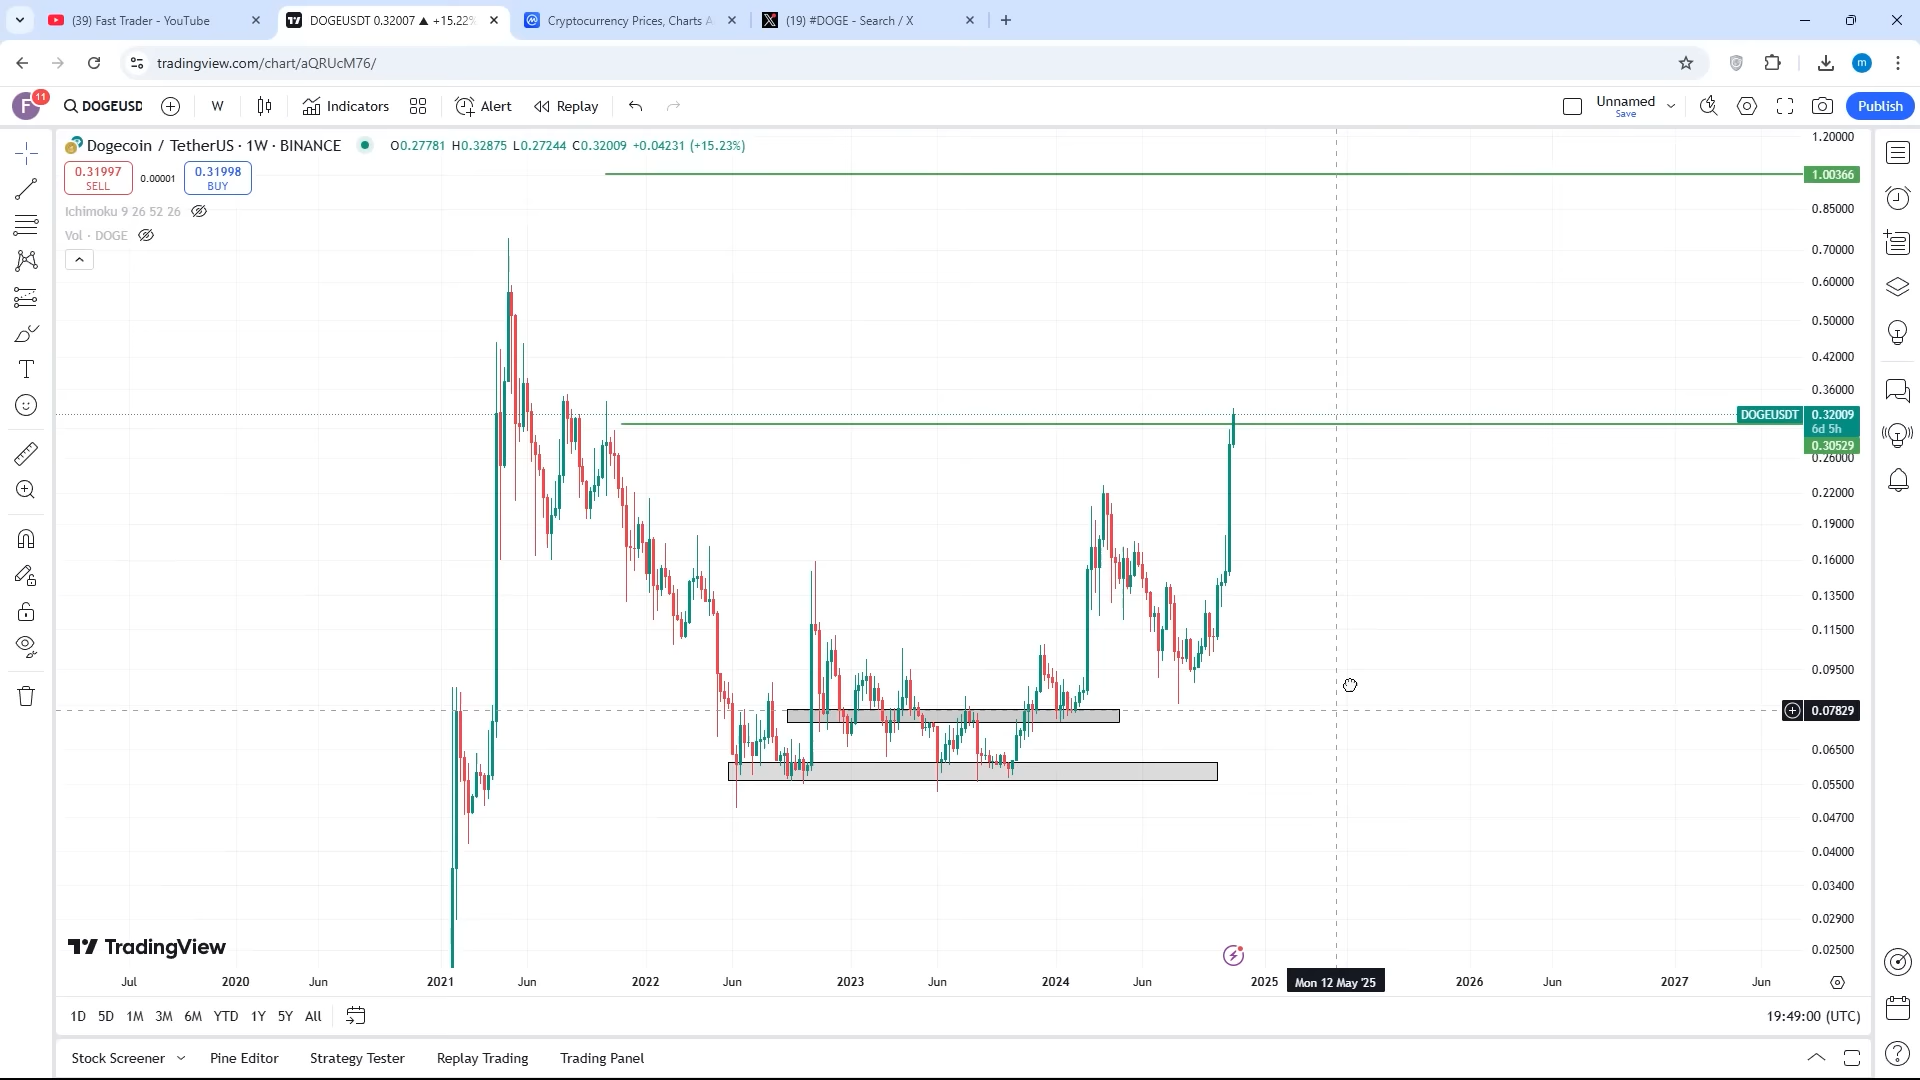 (39) Fast Trader - YouTube
DOGEUSDT 0.32007 ▲ +15.22%
Cryptocurrency Prices, Charts A
(19) #DOGE - Search / X
tradingview.com/chart/aQRUcM76/
F
11
DOGEUSD
W
Indicators
Alert
Replay
Unnamed
Save
Publish
m
Dogecoin / TetherUS · 1W · BINANCE
O0.27781 H0.32875 L0.27244 C0.32009 +0.04231 (+15.23%)
0.31997
SELL
0.00001
0.31998
BUY
Ichimoku 9 26 52 26
Vol · DOGE
1.20000
1.00366
0.85000
0.70000
0.60000
0.50000
0.42000
0.36000
DOGEUSDT 0.32009
6d 5h
0.30529
0.26000
0.22000
0.19000
0.16000
0.13500
0.11500
0.09500
0.07829
0.06500
0.05500
0.04700
0.04000
0.03400
0.02900
0.02500
TradingView
Jul 2020 Jun 2021 Jun 2022 Jun 2023 Jun 2024 Jun 2025 Mon 12 May '25 2026 Jun 2027 Jun
1D 5D 1M 3M 6M YTD 1Y 5Y All
19:49:00 (UTC)
Stock Screener Pine Editor Strategy Tester Replay Trading Trading Panel